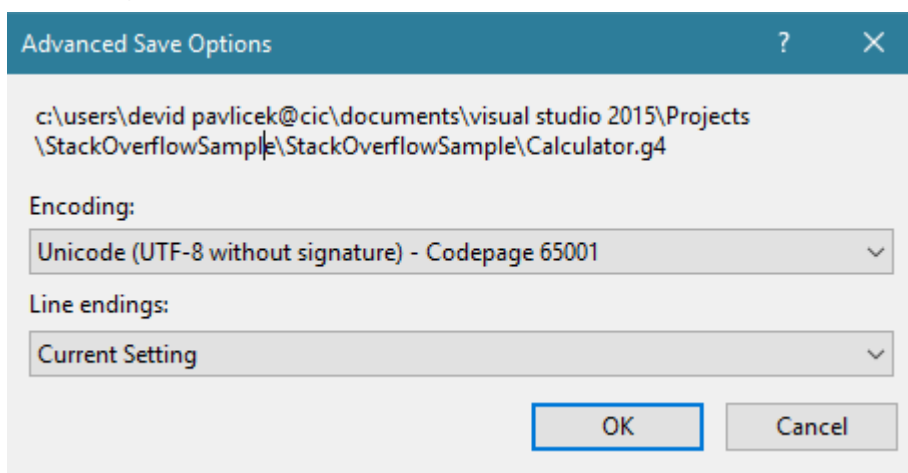 Advanced Save Options ?
c:\users\devid pavlicek@cic\documents\visual studio 2015\Projects
\StackOverflowSample\StackOverflowSample\Calculator.g4
Encoding:
Unicode (UTF-8 without signature) - Codepage 65001
Line endings:
Current Setting
OK Cancel